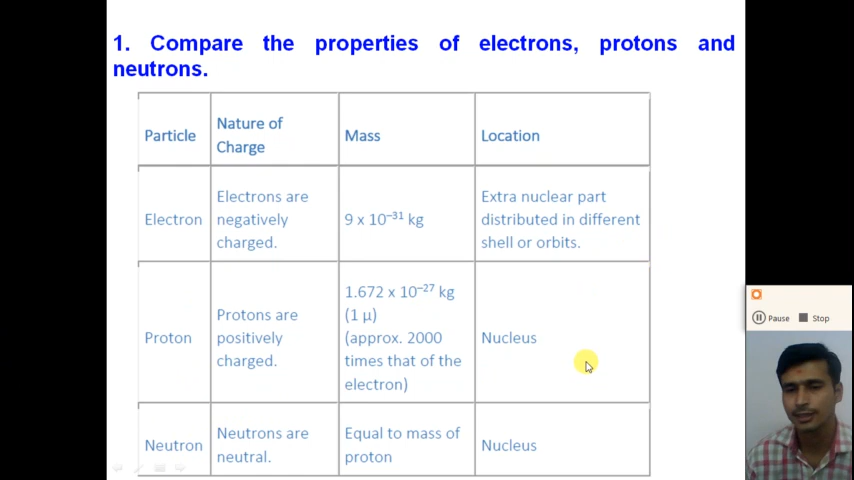 1. Compare the properties of electrons, protons and
neutrons.
Particle
Nature of
Charge
Mass
Location
Electron
Electrons are
negatively
charged.
9 x 10⁻³¹ kg
Extra nuclear part
distributed in different
shell or orbits.
Proton
Protons are
positively
charged.
1.672 x 10⁻²⁷ kg
(1 μ)
(approx. 2000
times that of the
electron)
Nucleus
Neutron
Neutrons are
neutral.
Equal to mass of
proton
Nucleus
Pause Stop